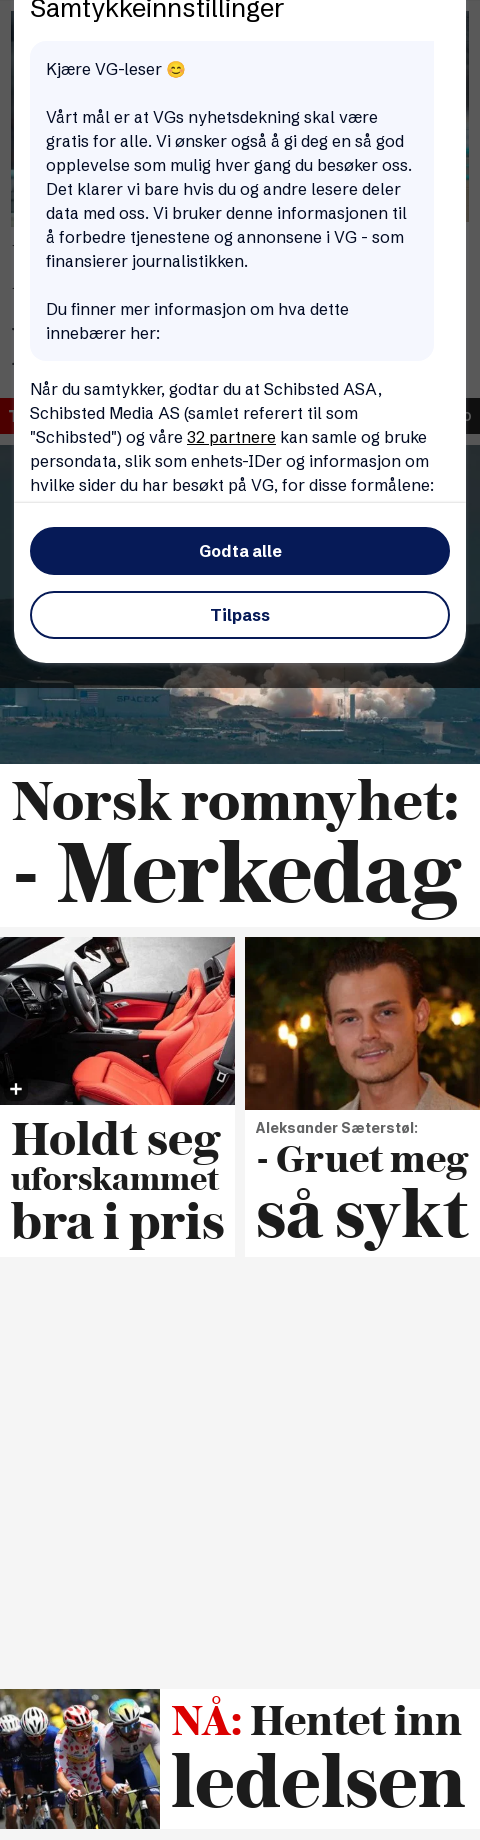 Samtykkeinnstillinger
Kjære VG-leser 😊
Vårt mål er at VGs nyhetsdekning skal være
gratis for alle. Vi ønsker også å gi deg en så god
opplevelse som mulig hver gang du besøker oss.
Det klarer vi bare hvis du og andre lesere deler
data med oss. Vi bruker denne informasjonen til
å forbedre tjenestene og annonsene i VG - som
finansierer journalistikken.
Du finner mer informasjon om hva dette
innebærer her:
Når du samtykker, godtar du at Schibsted ASA,
Schibsted Media AS (samlet referert til som
"Schibsted") og våre 32 partnere kan samle og bruke
persondata, slik som enhets-IDer og informasjon om
hvilke sider du har besøkt på VG, for disse formålene:
Godta alle
Tilpass
SPACEX
Norsk romnyhet:
- Merkedag
Holdt seg
uforskammet
bra i pris
Aleksander Sæterstøl:
- Gruet meg
så sykt
NÅ: Hentet inn
ledelsen